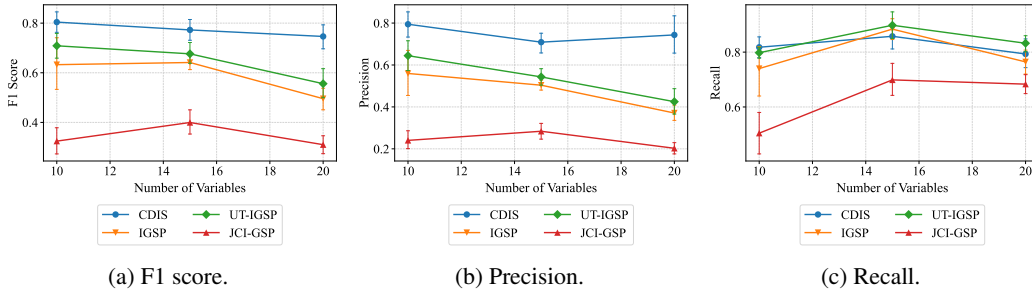 0.8
0.6
0.4
F1 Score
10 12 14 16 18 20
Number of Variables
CDIS
UT-IGSP
IGSP
JCI-GSP
(a) F1 score.
0.8
0.6
0.4
0.2
Precision
10 12 14 16 18 20
Number of Variables
CDIS
UT-IGSP
IGSP
JCI-GSP
(b) Precision.
0.8
0.6
Recall
10 12 14 16 18 20
Number of Variables
CDIS
UT-IGSP
IGSP
JCI-GSP
(c) Recall.